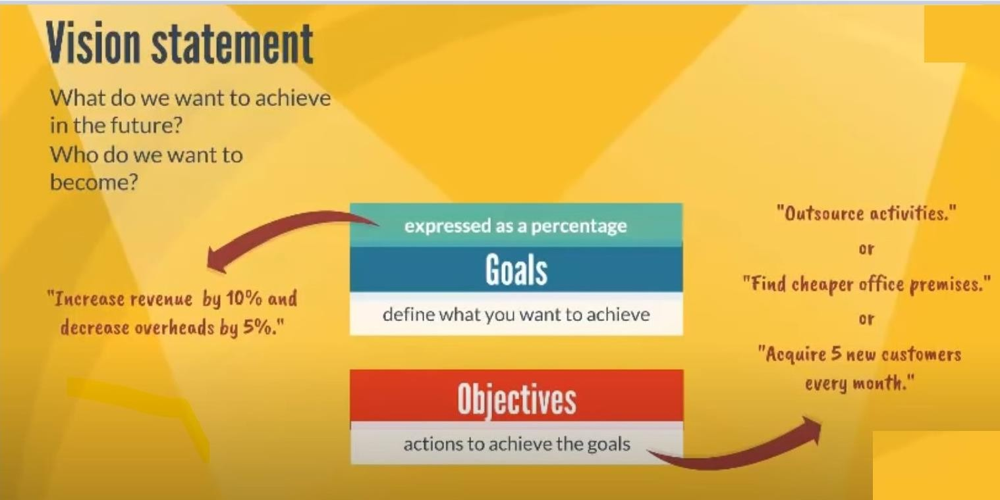 Vision statement
What do we want to achieve
in the future?
Who do we want to
become?
expressed as a percentage
Goals
define what you want to achieve
"Increase revenue by 10% and
decrease overheads by 5%."
Objectives
actions to achieve the goals
"Outsource activities."
or
"Find cheaper office premises."
or
"Acquire 5 new customers
every month."